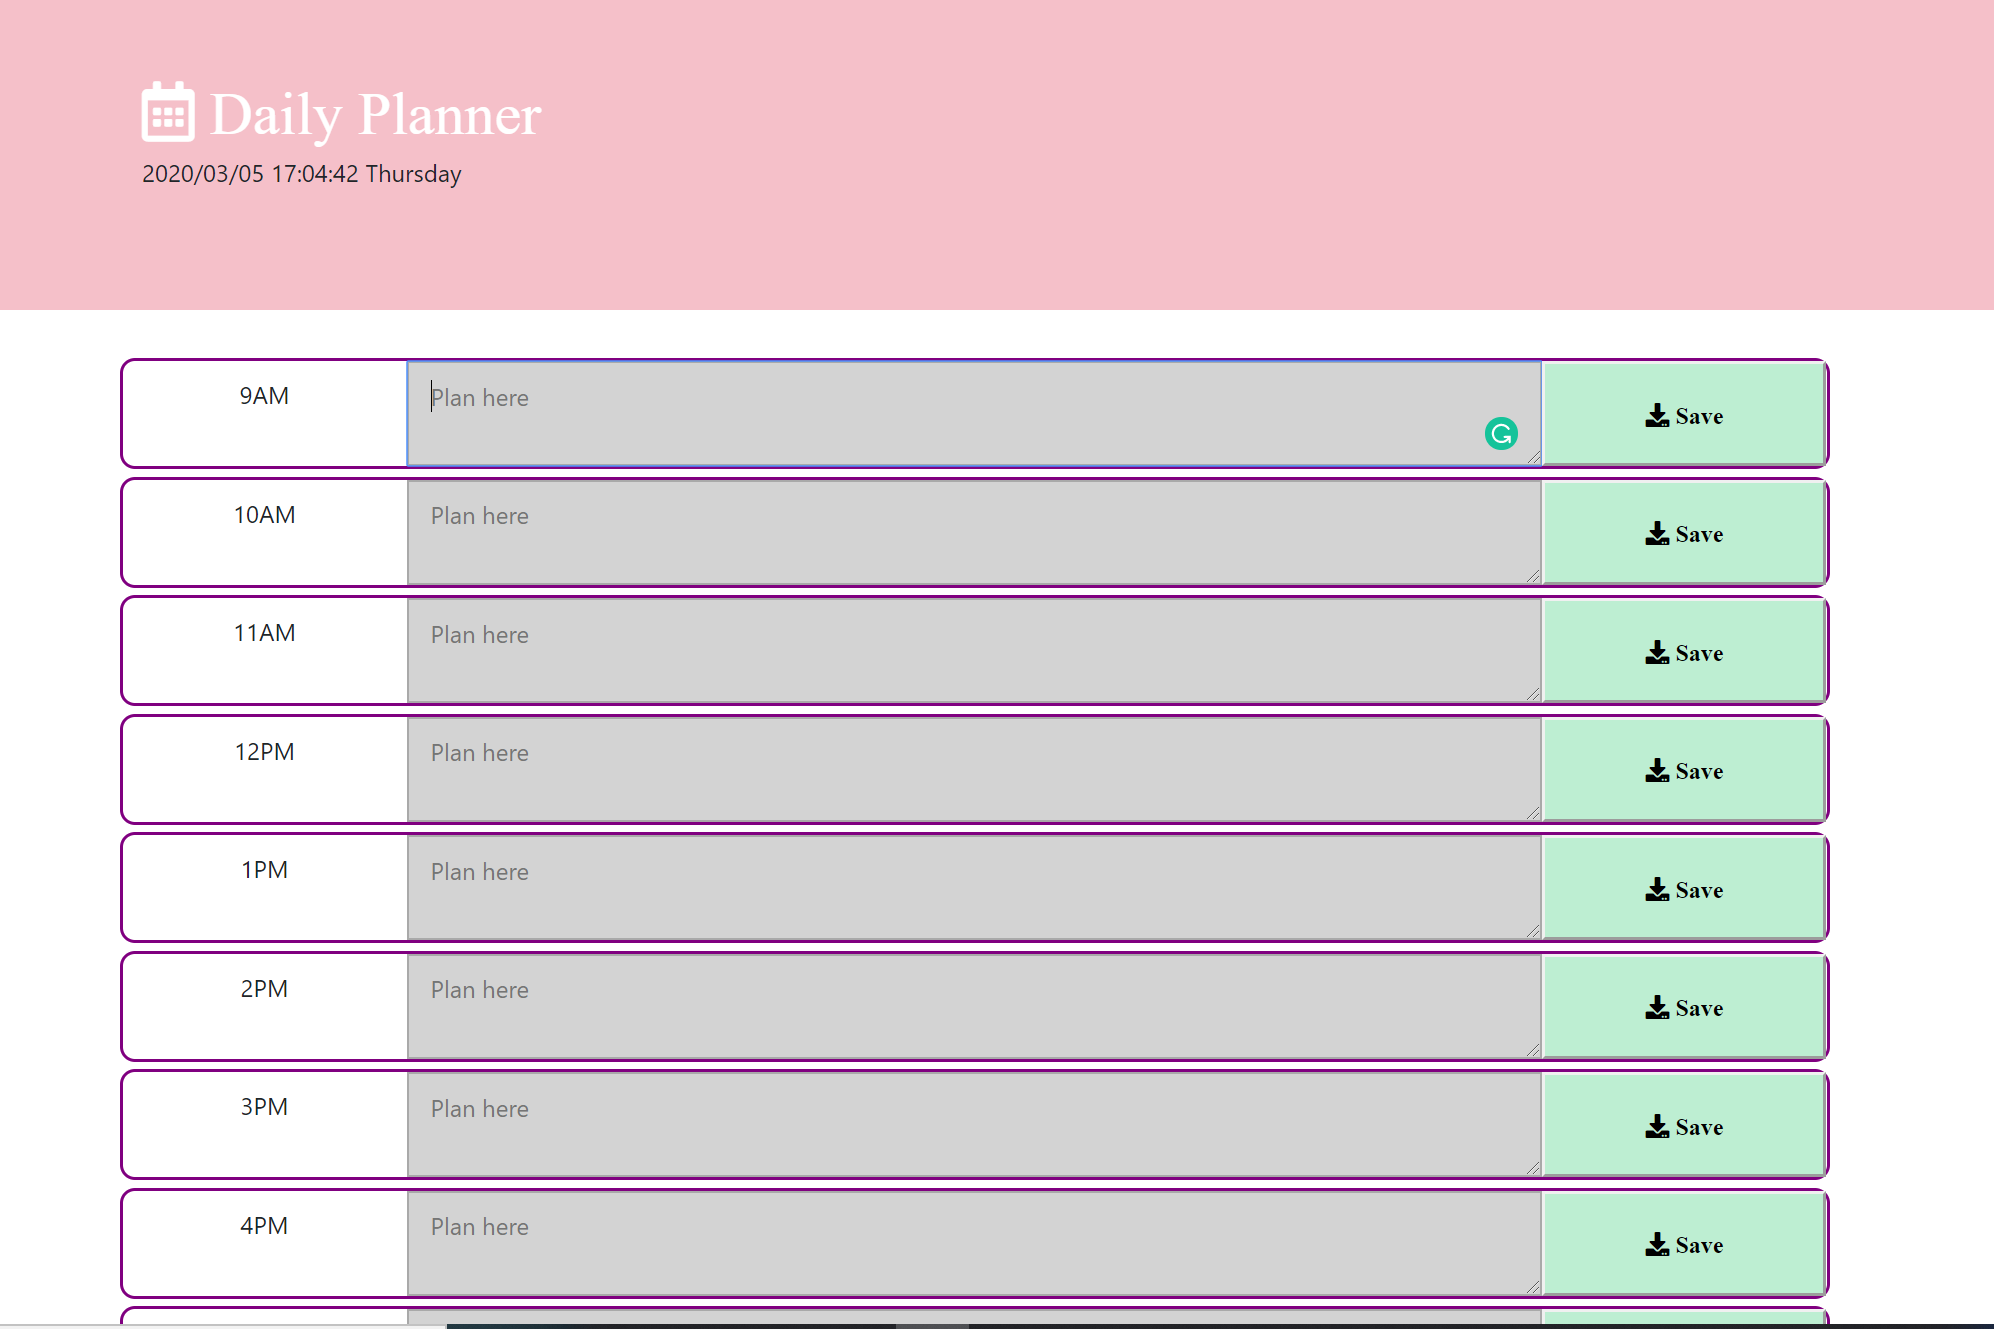 Daily Planner
2020/03/05 17:04:42 Thursday
9AM Plan here Save
10AM Plan here Save
11AM Plan here Save
12PM Plan here Save
1PM Plan here Save
2PM Plan here Save
3PM Plan here Save
4PM Plan here Save